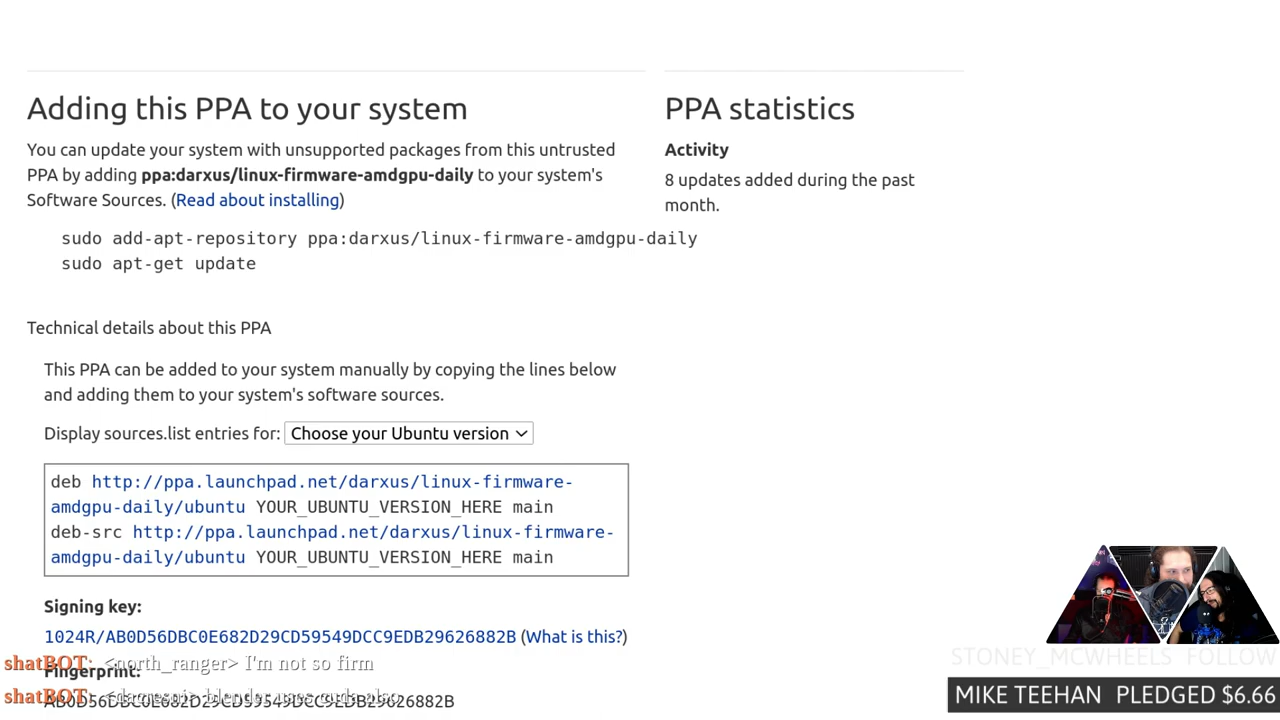 Adding this PPA to your system
You can update your system with unsupported packages from this untrusted
PPA by adding ppa:darxus/linux-firmware-amdgpu-daily to your system's
Software Sources. (Read about installing)
sudo add-apt-repository ppa:darxus/linux-firmware-amdgpu-daily
sudo apt-get update
Technical details about this PPA
This PPA can be added to your system manually by copying the lines below
and adding them to your system's software sources.
Display sources.list entries for: Choose your Ubuntu version
deb http://ppa.launchpad.net/darxus/linux-firmware-
amdgpu-daily/ubuntu YOUR_UBUNTU_VERSION_HERE main
deb-src http://ppa.launchpad.net/darxus/linux-firmware-
amdgpu-daily/ubuntu YOUR_UBUNTU_VERSION_HERE main
Signing key:
1024R/AB0D56DBC0E682D29CD59549DCC9EDB29626882B (What is this?)
Fingerprint:
AB0D56DBC0E682D29CD59549DCC9EDB29626882B
PPA statistics
Activity
8 updates added during the past
month.
shatBOT: <north_ranger> I'm not so firm
shatBOT: blender uses cuda also
STONEY_MCWHEELS FOLLOW
MIKE TEEHAN PLEDGED $6.66